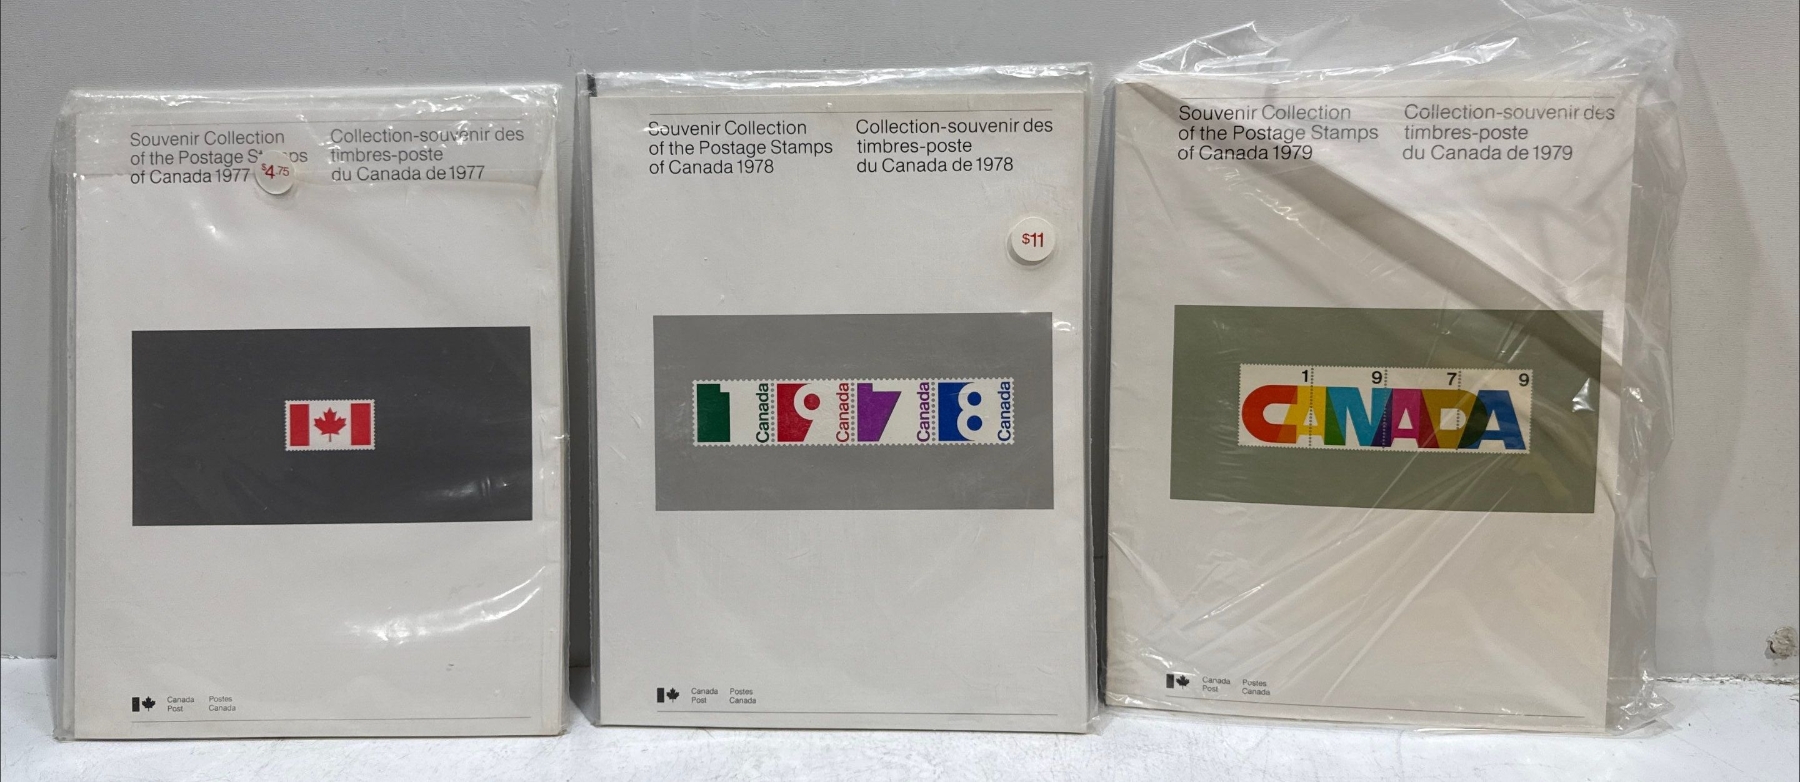 Souvenir Collection
of the Postage Stamps
of Canada 1977
$4.75
Collection-souvenir des
timbres-poste
du Canada de 1977
Canada
Post
Postes
Canada
Souvenir Collection
of the Postage Stamps
of Canada 1978
Collection-souvenir des
timbres-poste
du Canada de 1978
$11
1 Canada 9 Canada 7 Canada 8 Canada
Canada
Post
Postes
Canada
Souvenir Collection
of the Postage Stamps
of Canada 1979
Collection-souvenir des
timbres-poste
du Canada de 1979
1 9 7 9
CANADA
Canada
Post
Postes
Canada